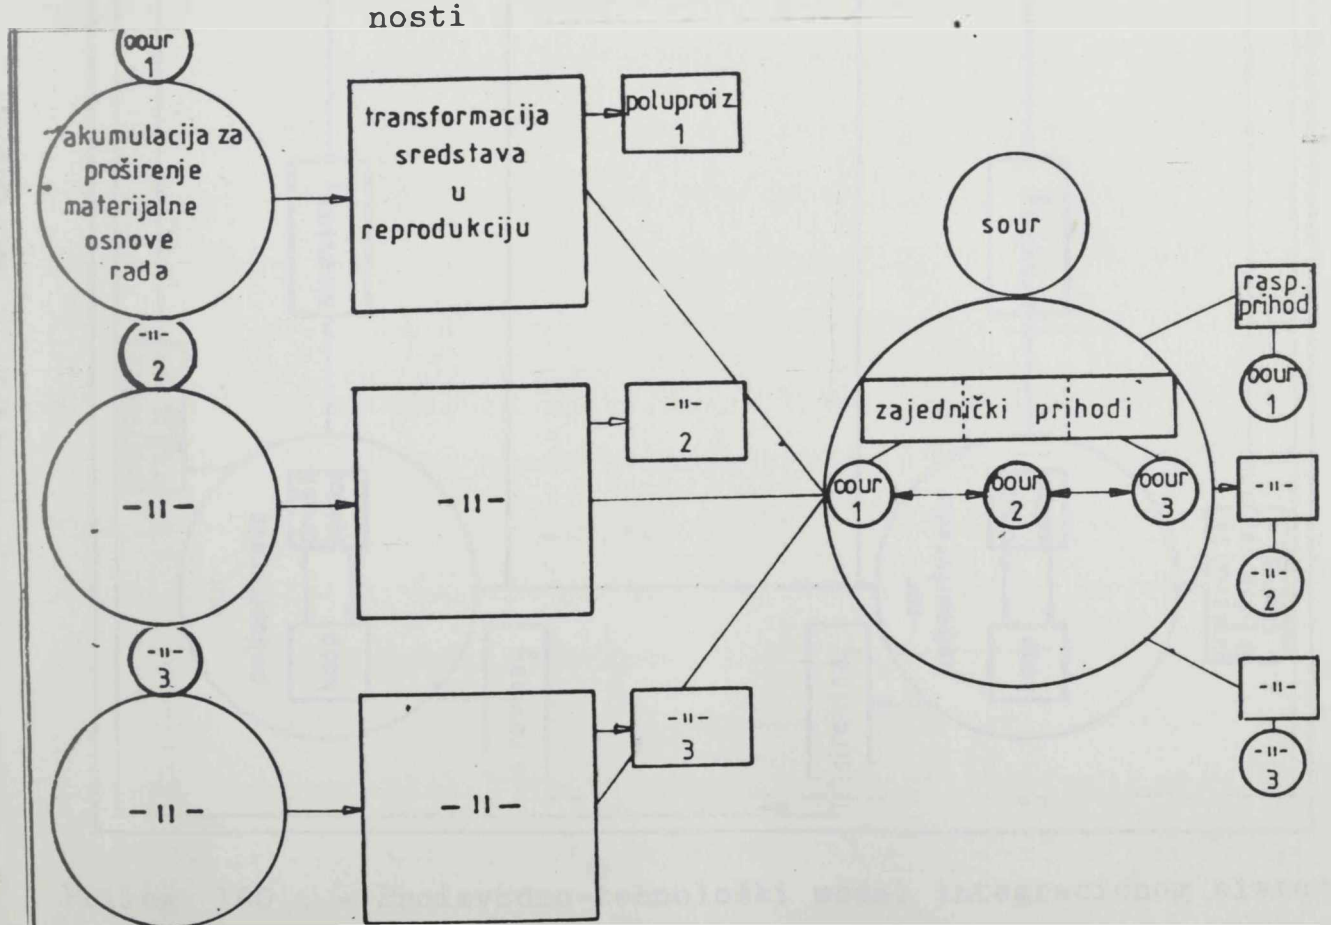 nosti
oour
1
akumulacija za
proširenje
materijalne
osnove
rada
transformacija
sredstava
u
reprodukciju
poluproiz
1
-"-
2
-"-
-"-
-"-
2
-"-
3
-"-
-"-
-"-
3
sour
zajednički prihodi
oour
1
oour
2
oour
3
rasp.
prihod
oour
1
-"-
-"-
2
-"-
-"-
3